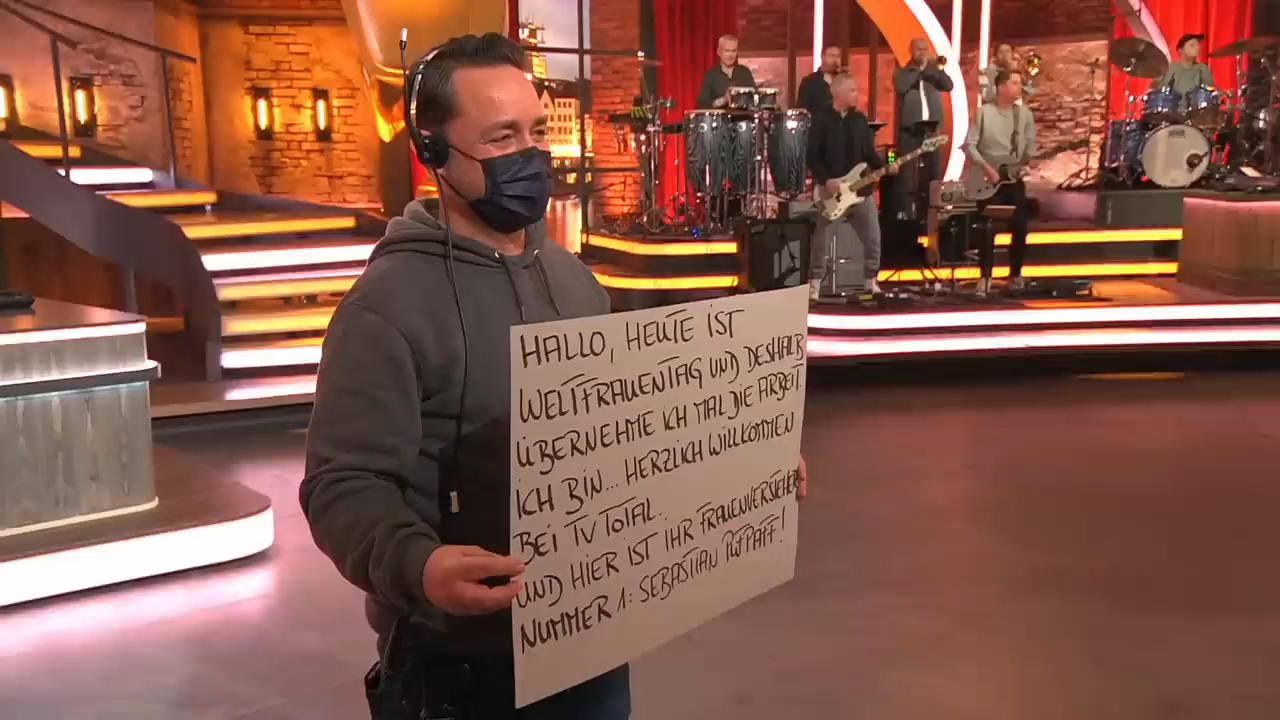 HALLO, HEUTE IST
WELTFRAUENTAG UND DESHALB
ÜBERNEHME ICH MAL DIE ARBEIT.
ICH BIN... HERZLICH WILLKOMMEN
BEI TV TOTAL.
UND HIER IST IHR FRAUENVERSTEHER
NUMMER 1: SEBASTIAN PUFPAFF!